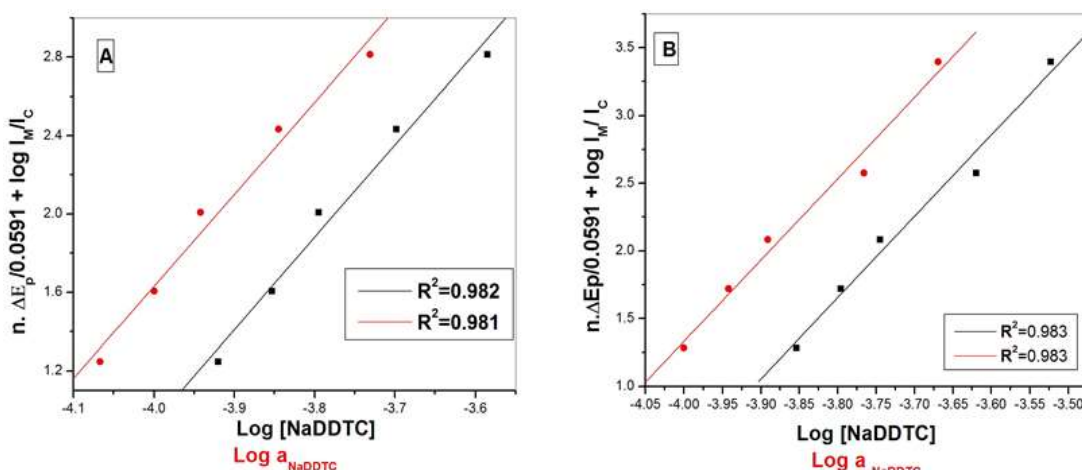 A
n. ΔE_p/0.0591 + log I_M/I_C
2.8
2.4
2.0
1.6
1.2
-4.1
-4.0
-3.9
-3.8
-3.7
-3.6
R²=0.982
R²=0.981
Log [NaDDTC]
Log a_NaDDTC
B
n.ΔEp/0.0591 + log I_M/ I_C
3.5
3.0
2.5
2.0
1.5
1.0
-4.05
-4.00
-3.95
-3.90
-3.85
-3.80
-3.75
-3.70
-3.65
-3.60
-3.55
-3.50
R²=0.983
R²=0.983
Log [NaDDTC]
Log a_NaDDTC